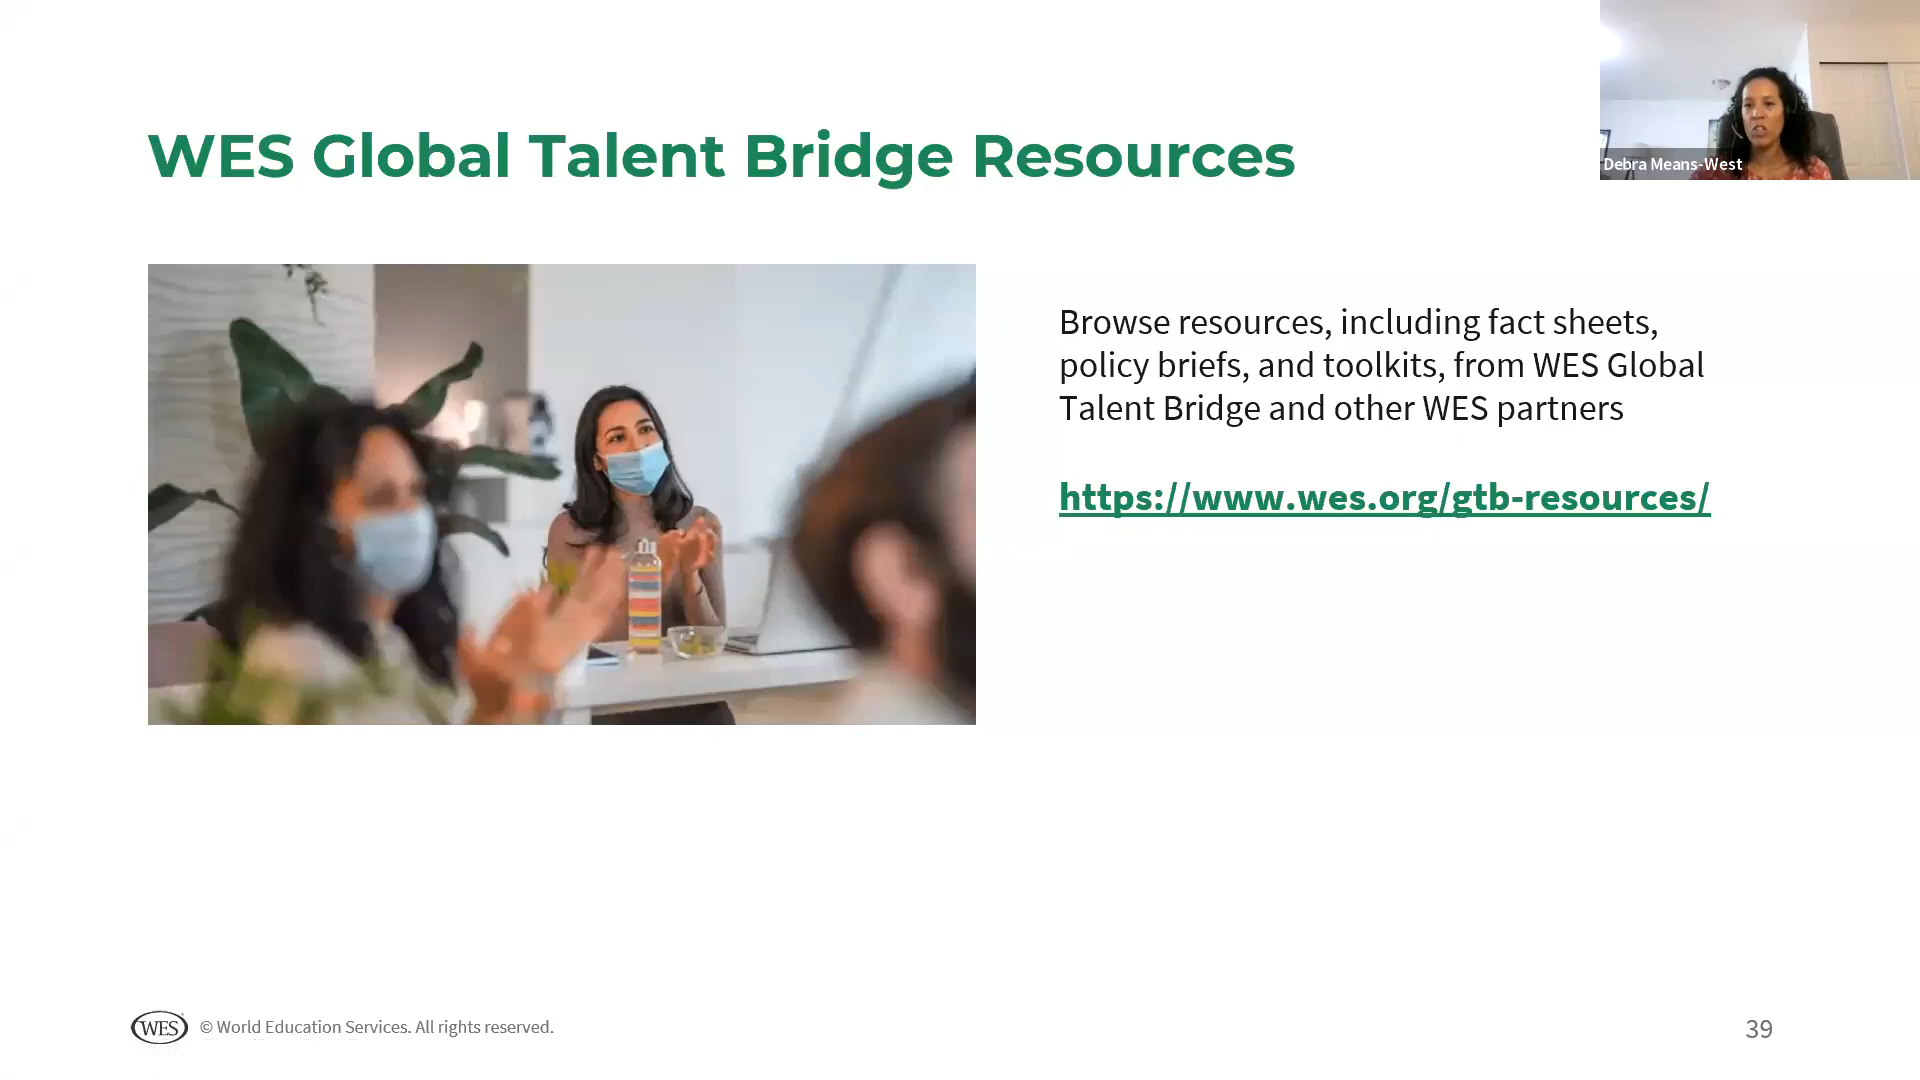 WES Global Talent Bridge Resources
Debra Means-West
Browse resources, including fact sheets,
policy briefs, and toolkits, from WES Global
Talent Bridge and other WES partners
https://www.wes.org/gtb-resources/
WES © World Education Services. All rights reserved.
39